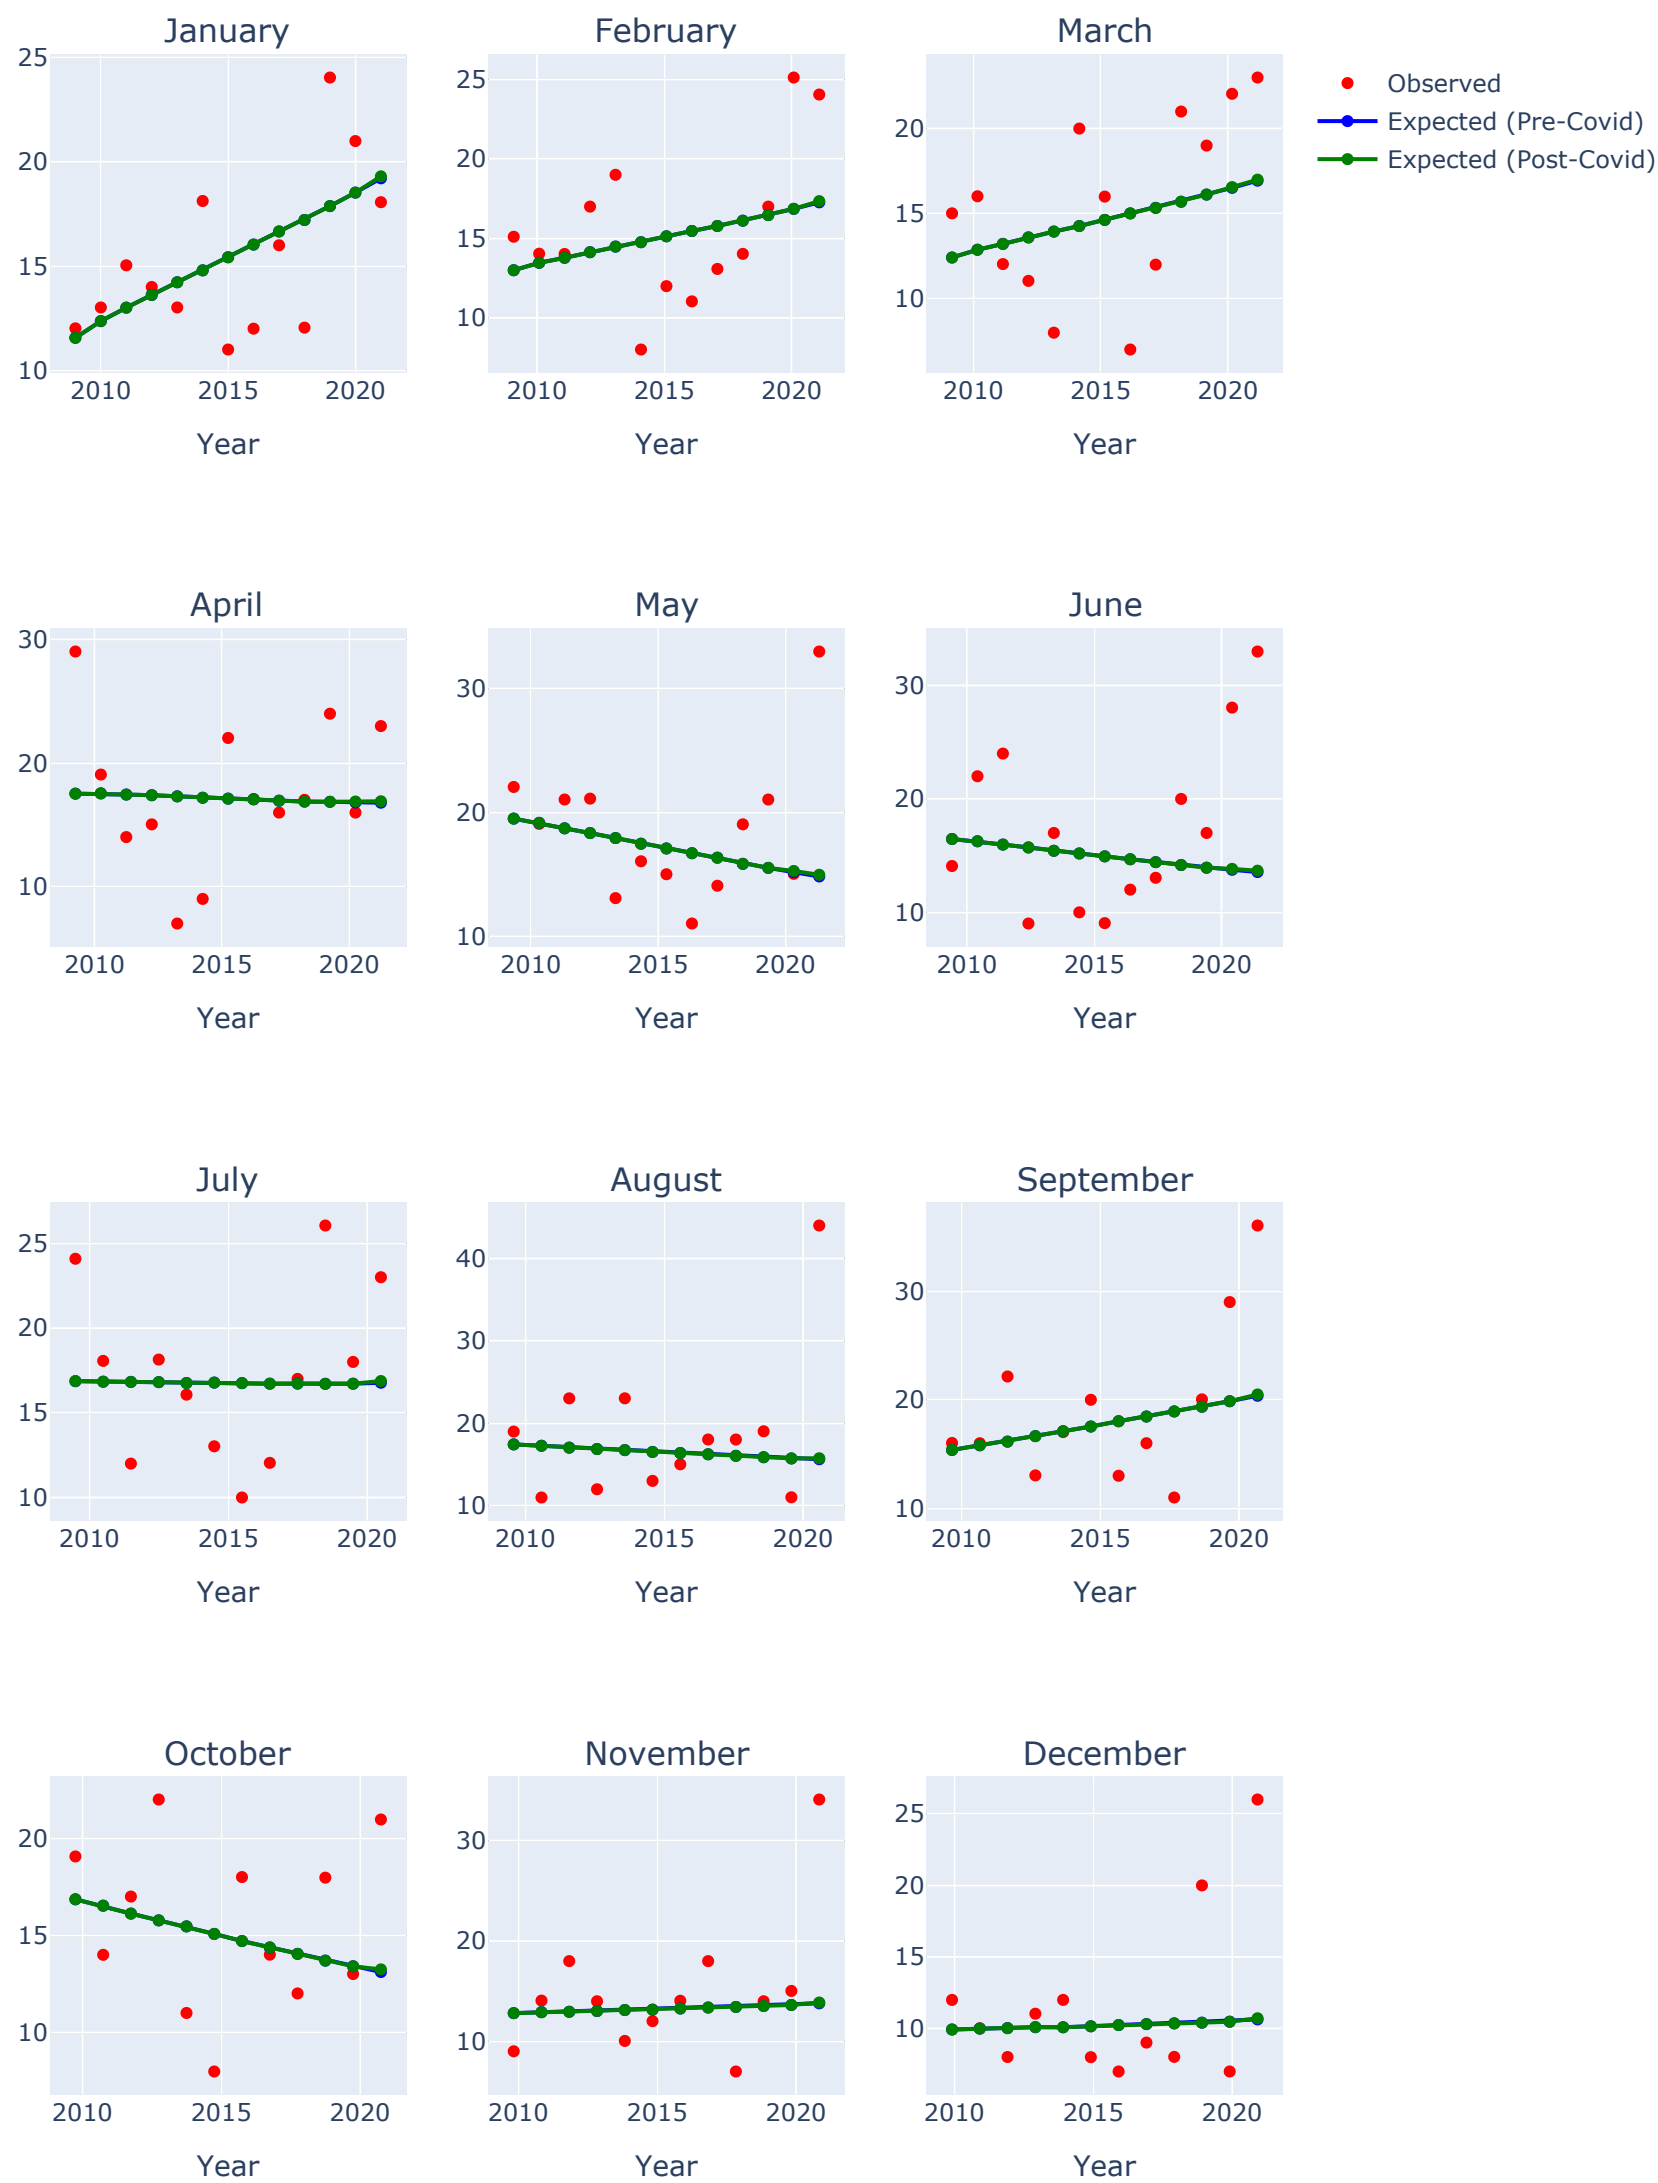 January
February
March
25
20
15
10
2010
2015
2020
Year
25
20
15
10
2010
2015
2020
Year
20
15
10
2010
2015
2020
Year
Observed
Expected (Pre-Covid)
Expected (Post-Covid)
April
May
June
30
20
10
2010
2015
2020
Year
30
20
10
2010
2015
2020
Year
30
20
10
2010
2015
2020
Year
July
August
September
25
20
15
10
2010
2015
2020
Year
40
30
20
10
2010
2015
2020
Year
30
20
10
2010
2015
2020
Year
October
November
December
20
15
10
2010
2015
2020
Year
30
20
10
2010
2015
2020
Year
25
20
15
10
2010
2015
2020
Year